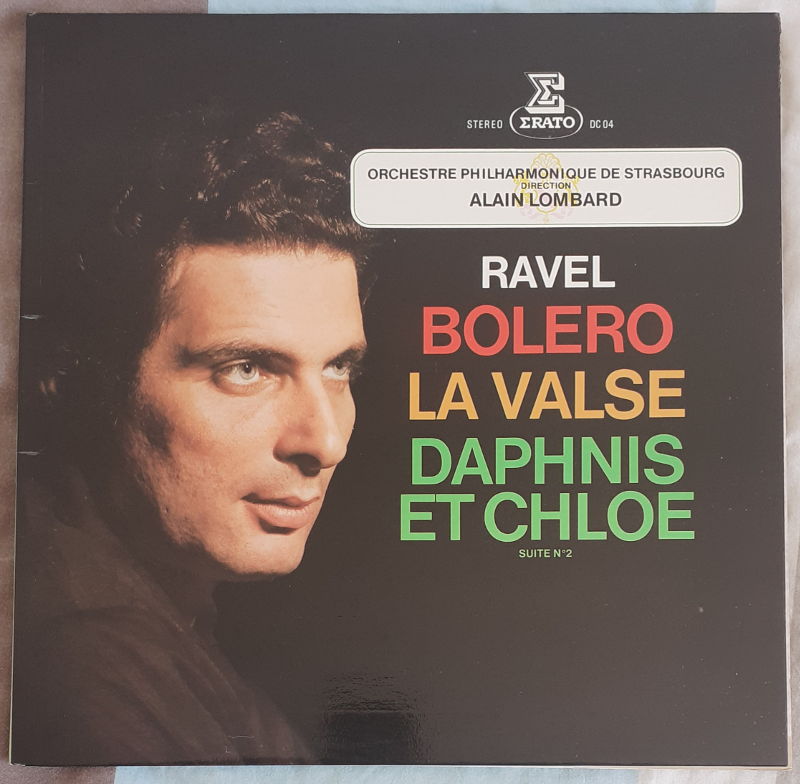 Σ
STEREO ΣRATO DC 04
ORCHESTRE PHILHARMONIQUE DE STRASBOURG
DIRECTION
ALAIN LOMBARD
RAVEL
BOLERO
LA VALSE
DAPHNIS
ET CHLOE
SUITE N°2